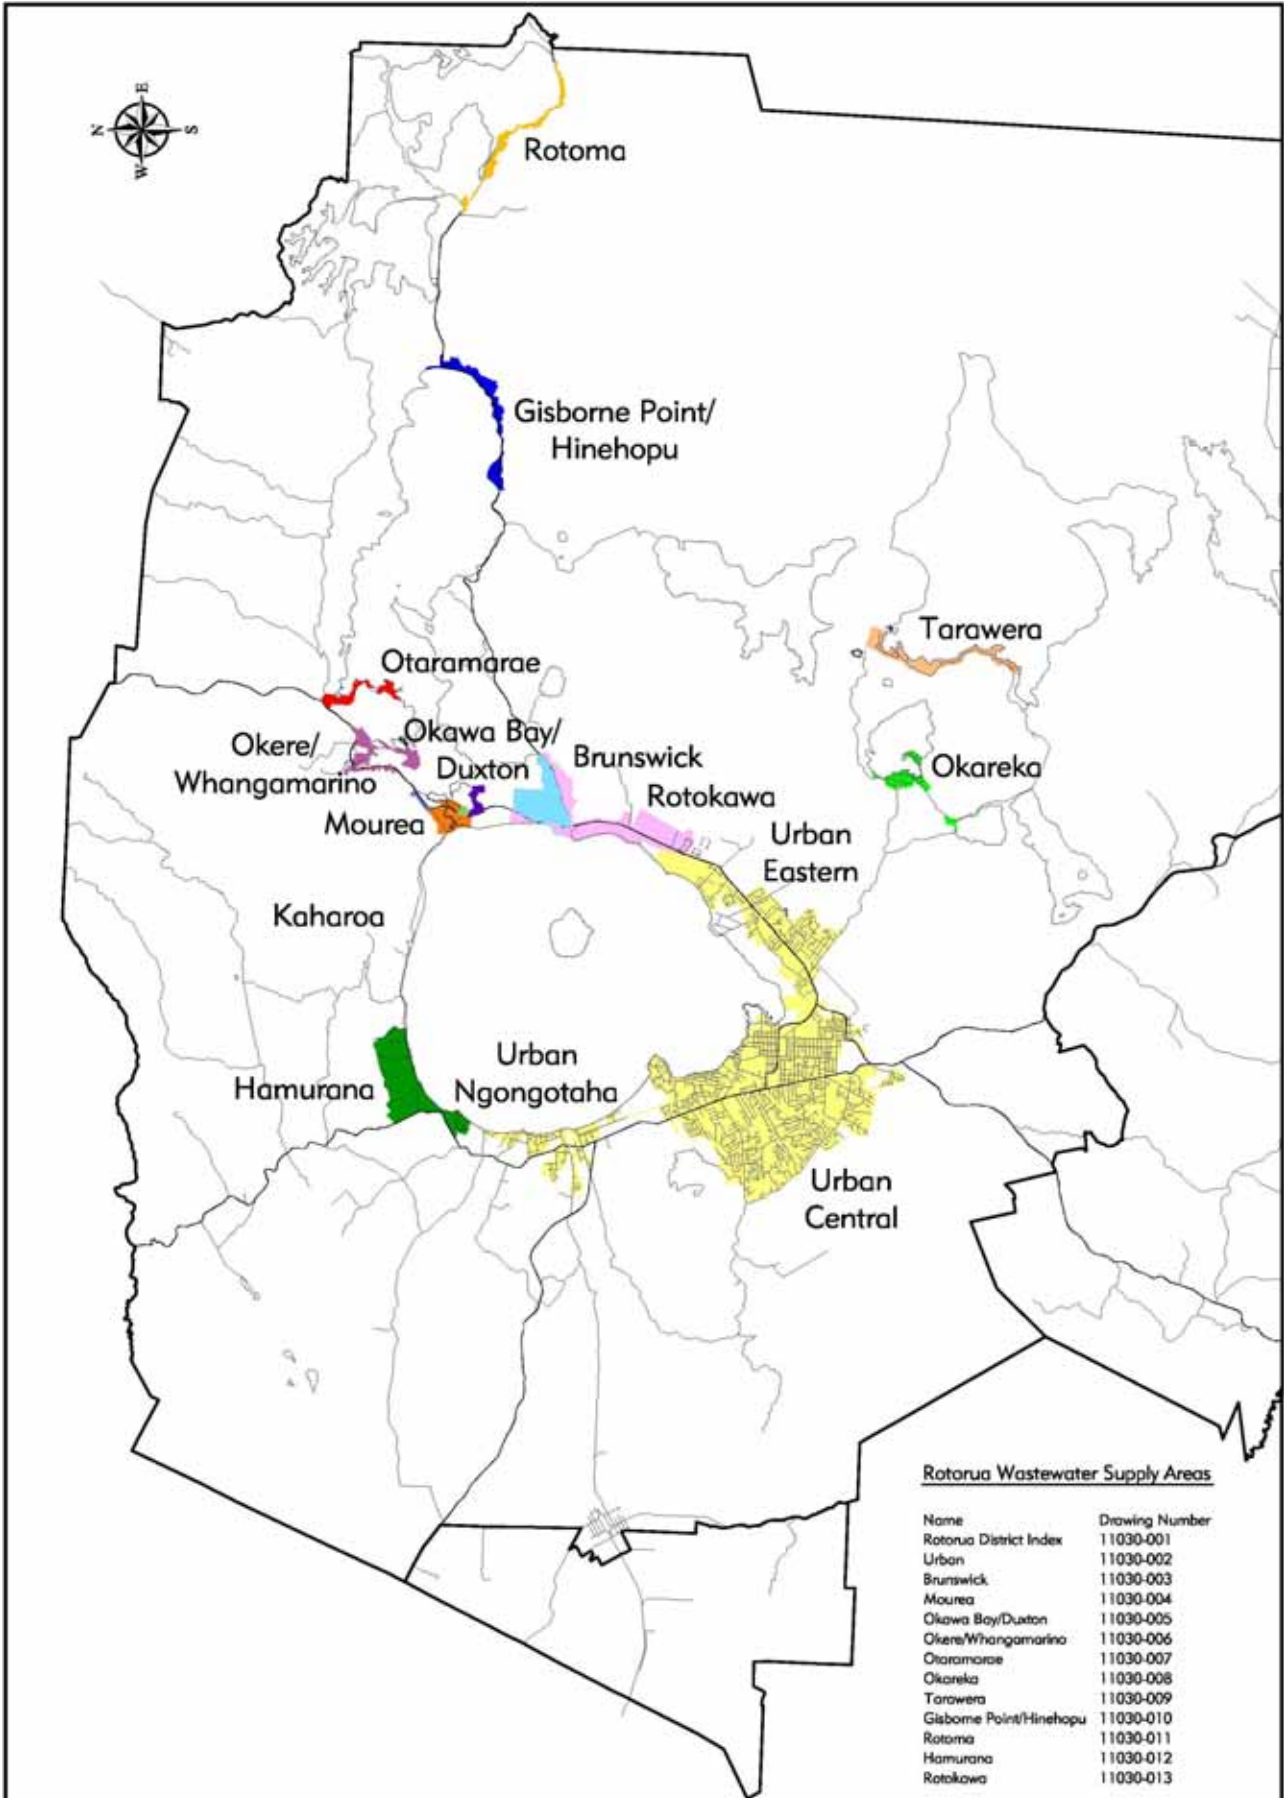 E
N
S
W
Rotoma
Gisborne Point/
Hinehopu
Tarawera
Otaramarae
Okere/
Whangamarino
Okawa Bay/
Duxton
Brunswick
Okareka
Rotokawa
Mourea
Urban
Eastern
Kaharoa
Urban
Ngongotaha
Hamurana
Urban
Central
Rotorua Wastewater Supply Areas
Name Drawing Number
Rotorua District Index 11030-001
Urban 11030-002
Brunswick 11030-003
Mourea 11030-004
Okawa Bay/Duxton 11030-005
Okere/Whangamarino 11030-006
Otaramarae 11030-007
Okareka 11030-008
Tarawera 11030-009
Gisborne Point/Hinehopu 11030-010
Rotoma 11030-011
Hamurana 11030-012
Rotokawa 11030-013